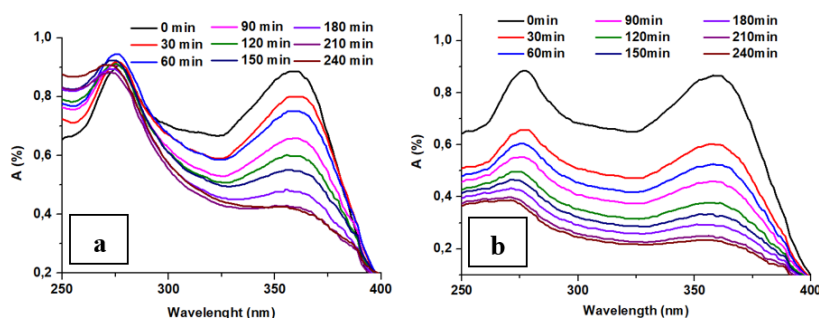 0 min 90 min 180 min
30 min 120 min 210 min
60 min 150 min 240 min
1,0
0,8
0,6
0,4
0,2
A (%)
250 300 350 400
Wavelenght (nm)
a
0min 90min 180min
30min 120min 210min
60min 150min 240min
1,0
0,8
0,6
0,4
0,2
A (%)
250 300 350 400
Wavelength (nm)
b